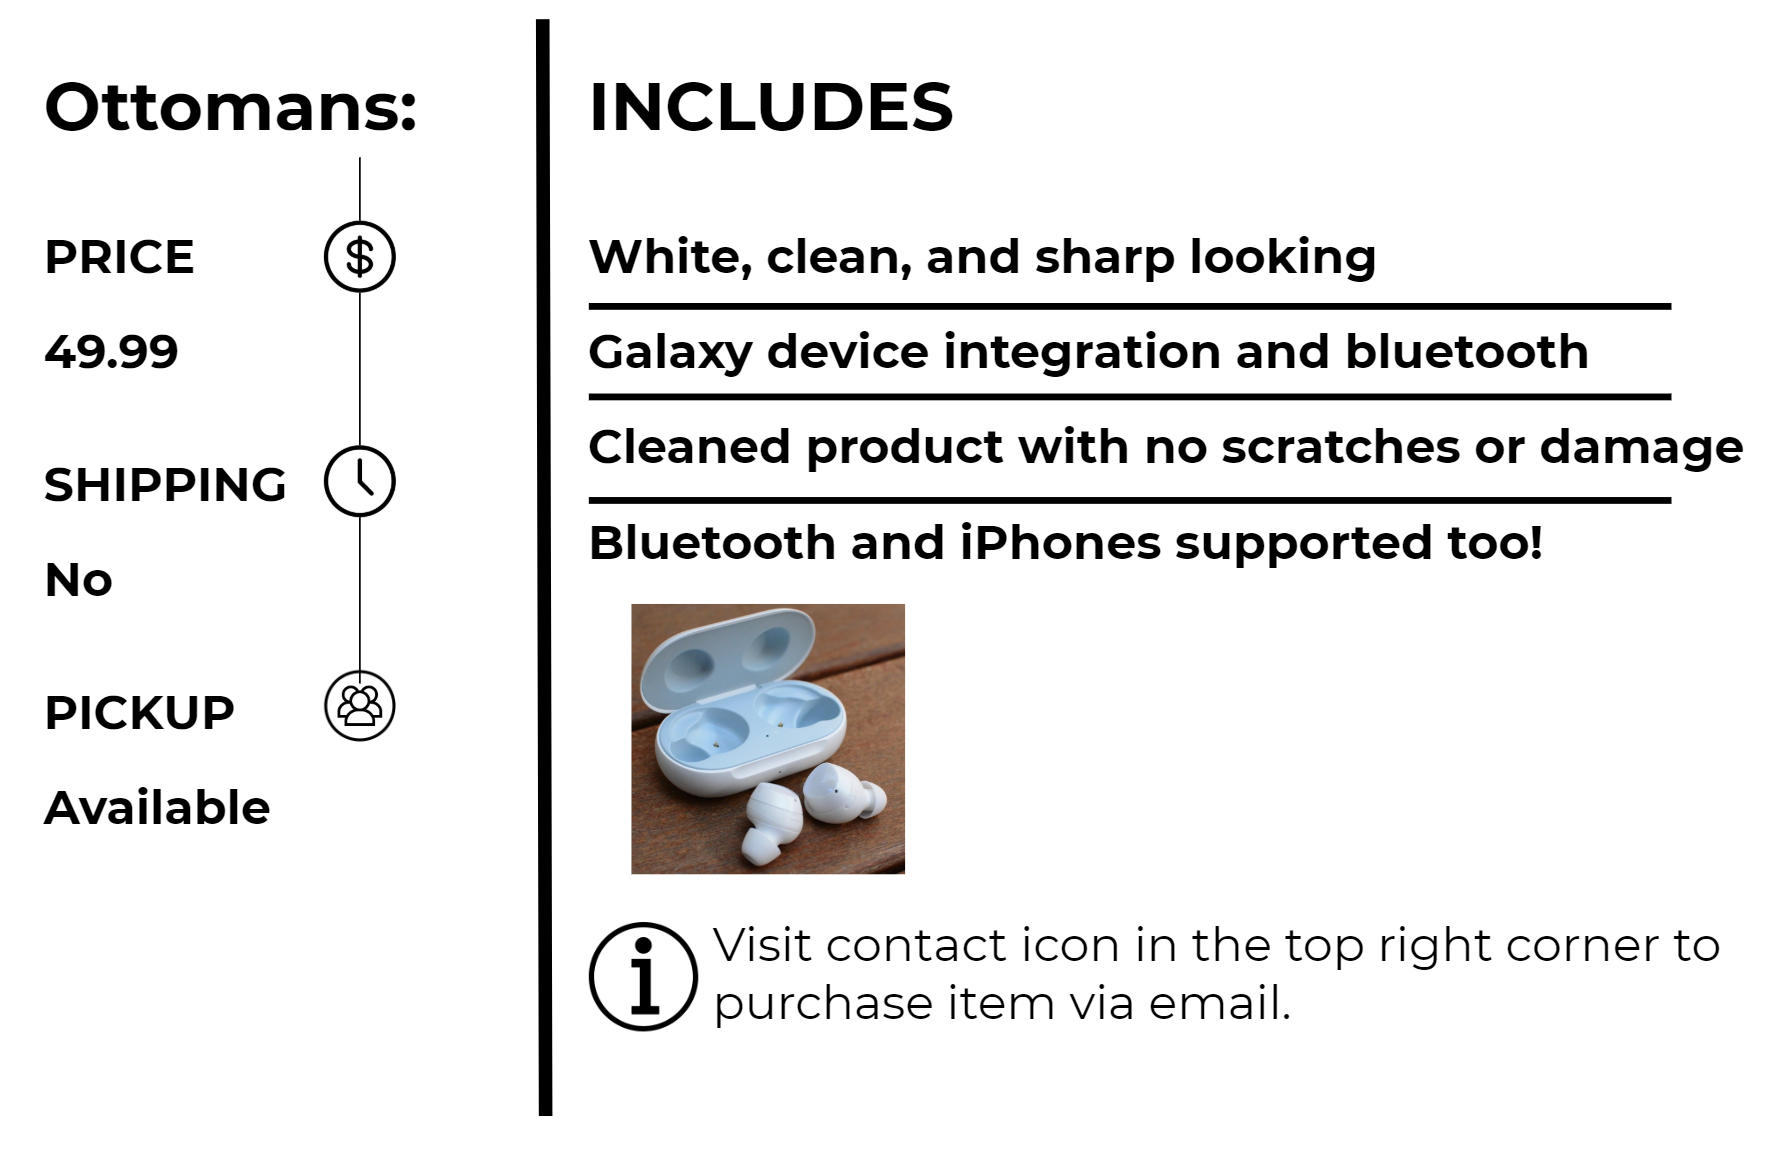 Ottomans:
PRICE
$
49.99
SHIPPING
No
PICKUP
Available
INCLUDES
White, clean, and sharp looking
Galaxy device integration and bluetooth
Cleaned product with no scratches or damage
Bluetooth and iPhones supported too!
i
Visit contact icon in the top right corner to
purchase item via email.